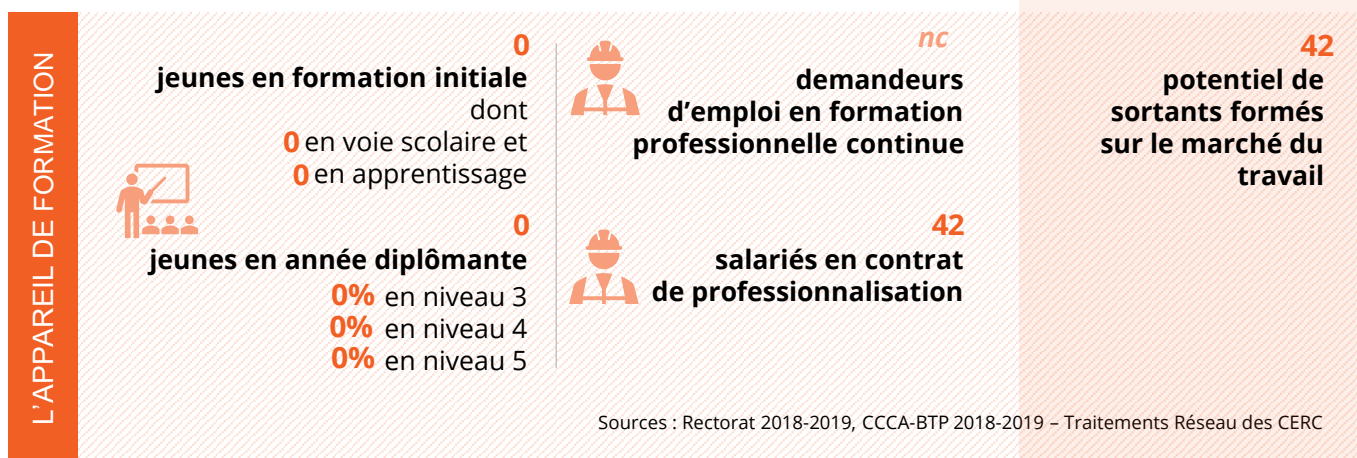 L'APPAREIL DE FORMATION
0
jeunes en formation initiale
dont
0 en voie scolaire et
0 en apprentissage
0
jeunes en année diplômante
0% en niveau 3
0% en niveau 4
0% en niveau 5
nc
demandeurs
d’emploi en formation
professionnelle continue
42
salariés en contrat
de professionnalisation
42
potentiel de
sortants formés
sur le marché du
travail
Sources : Rectorat 2018-2019, CCCA-BTP 2018-2019 – Traitements Réseau des CERC